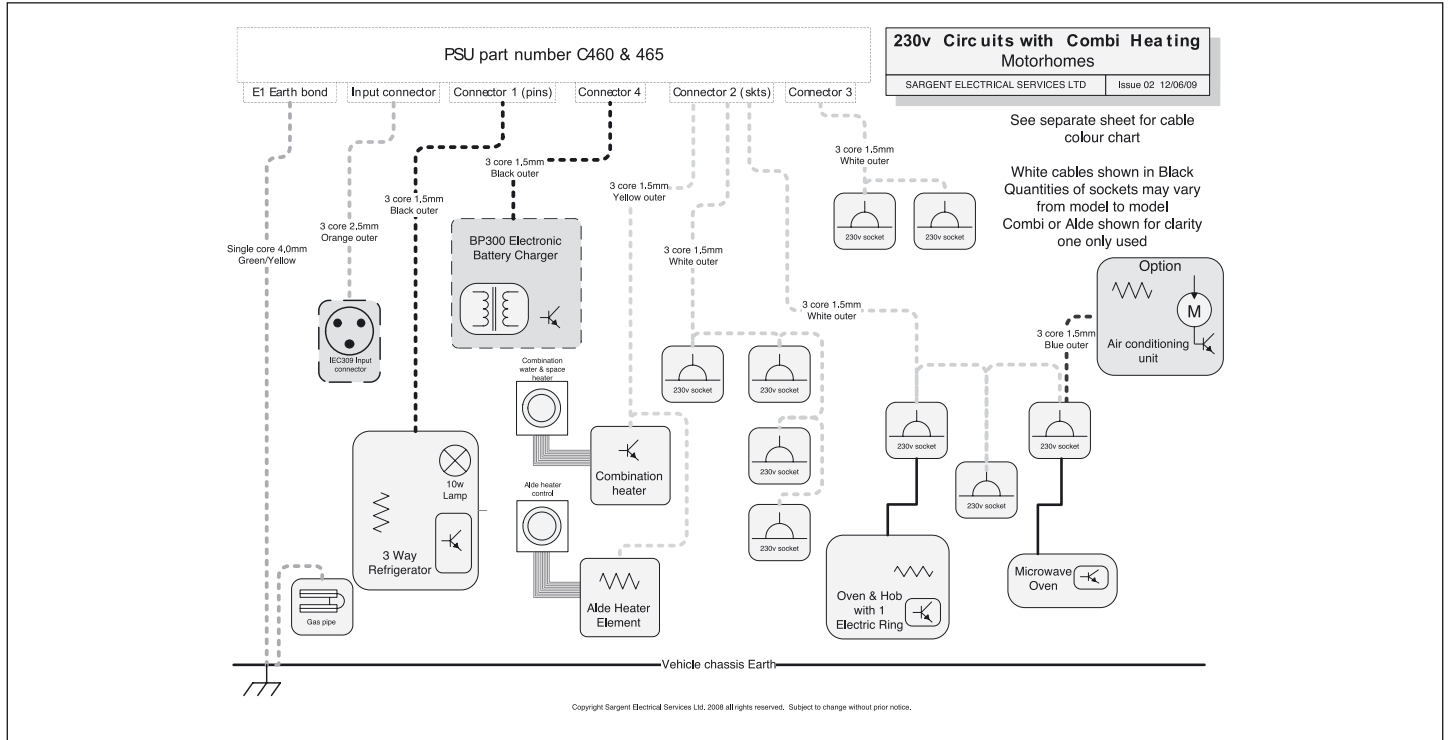 PSU part number C460 & 465
230v Circuits with Combi Heating
Motorhomes
SARGENT ELECTRICAL SERVICES LTD
Issue 02 12/06/09
E1 Earth bond
Input connector
Connector 1 (pins)
Connector 4
Connector 2 (skts)
Connector 3
See separate sheet for cable
colour chart
White cables shown in Black
Quantities of sockets may vary
from model to model
Combi or Alde shown for clarity
one only used
3 core 1.5mm
White outer
3 core 1.5mm
Black outer
3 core 1.5mm
Yellow outer
3 core 1.5mm
Black outer
3 core 2.5mm
Orange outer
Single core 4.0mm
Green/Yellow
BP300 Electronic
Battery Charger
3 core 1.5mm
White outer
230v socket
230v socket
Option
M
Air conditioning
unit
3 core 1.5mm
White outer
3 core 1.5mm
Blue outer
IEC309 Input
connector
Combination
water & space
heater
230v socket
230v socket
230v socket
230v socket
230v socket
230v socket
230v socket
Combination
heater
10w
Lamp
3 Way
Refrigerator
Alde heater
control
Alde Heater
Element
Oven & Hob
with 1
Electric Ring
Microwave
Oven
Gas pipe
Vehicle chassis Earth
Copyright Sargent Electrical Services Ltd. 2008 all rights reserved. Subject to change without prior notice.